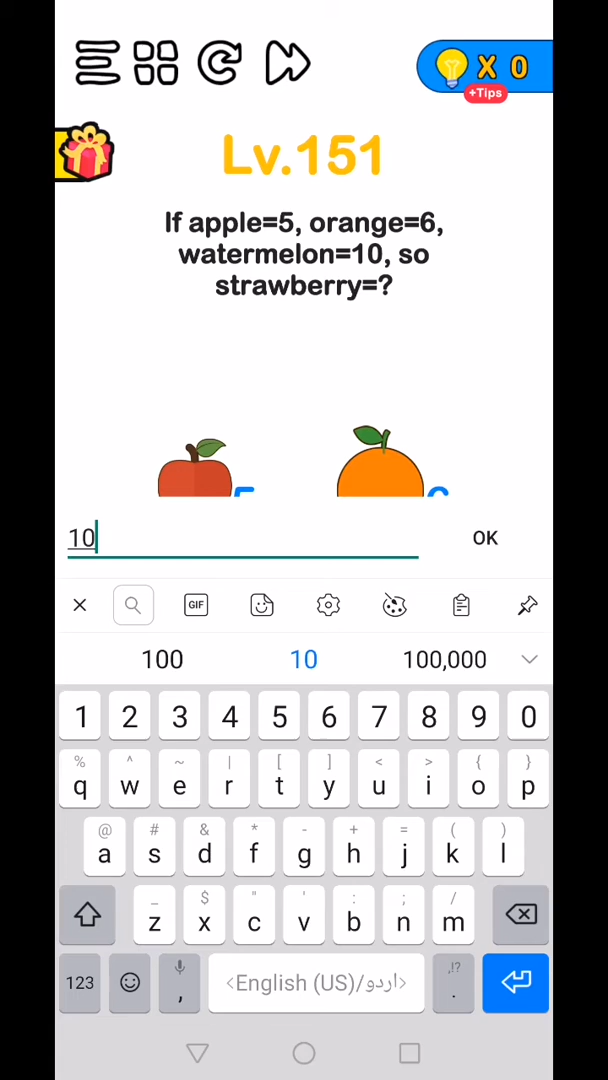 X 0
+Tips
Lv.151
If apple=5, orange=6,
watermelon=10, so
strawberry=?
10
OK
GIF
100 10 100,000
1 2 3 4 5 6 7 8 9 0
% ^ ~ | [ ] < > { }
q w e r t y u i o p
@ # & * - + = ( )
a s d f g h j k l
_ $ " ' : ; /
z x c v b n m
123 , <English (US)/اردو> ,!? .